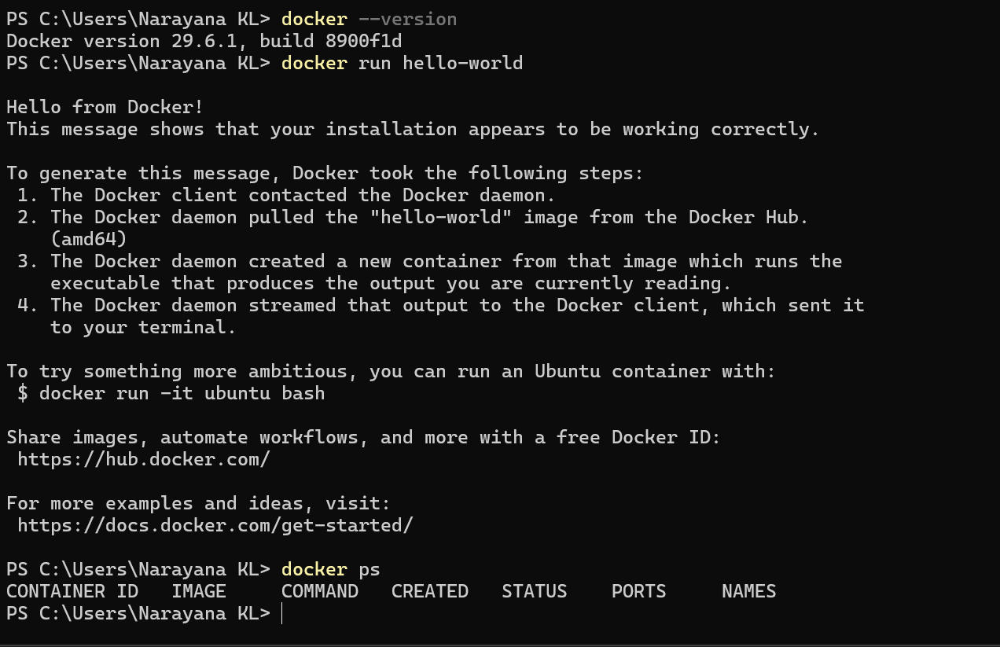 PS C:\Users\Narayana KL> docker --version
Docker version 29.6.1, build 8900f1d
PS C:\Users\Narayana KL> docker run hello-world

Hello from Docker!
This message shows that your installation appears to be working correctly.

To generate this message, Docker took the following steps:
 1. The Docker client contacted the Docker daemon.
 2. The Docker daemon pulled the "hello-world" image from the Docker Hub.
    (amd64)
 3. The Docker daemon created a new container from that image which runs the
    executable that produces the output you are currently reading.
 4. The Docker daemon streamed that output to the Docker client, which sent it
    to your terminal.

To try something more ambitious, you can run an Ubuntu container with:
 $ docker run -it ubuntu bash

Share images, automate workflows, and more with a free Docker ID:
 https://hub.docker.com/

For more examples and ideas, visit:
 https://docs.docker.com/get-started/

PS C:\Users\Narayana KL> docker ps
CONTAINER ID   IMAGE     COMMAND   CREATED   STATUS    PORTS     NAMES
PS C:\Users\Narayana KL>